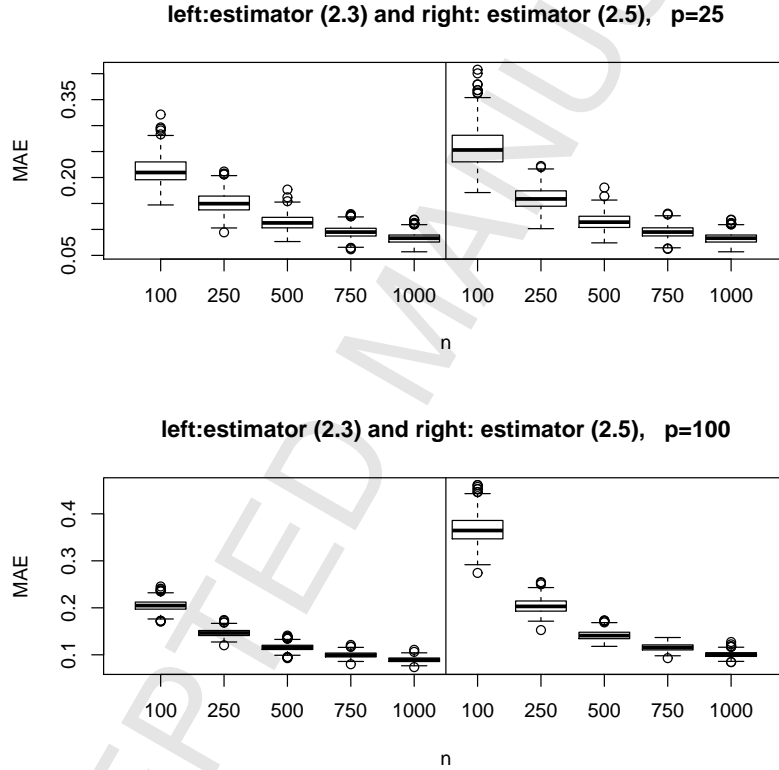 left:estimator (2.3) and right: estimator (2.5), p=25
MAE
0.35
0.20
0.05
100 250 500 750 1000 100 250 500 750 1000
n
left:estimator (2.3) and right: estimator (2.5), p=100
MAE
0.4
0.3
0.2
0.1
100 250 500 750 1000 100 250 500 750 1000
n
EPTED MANUS